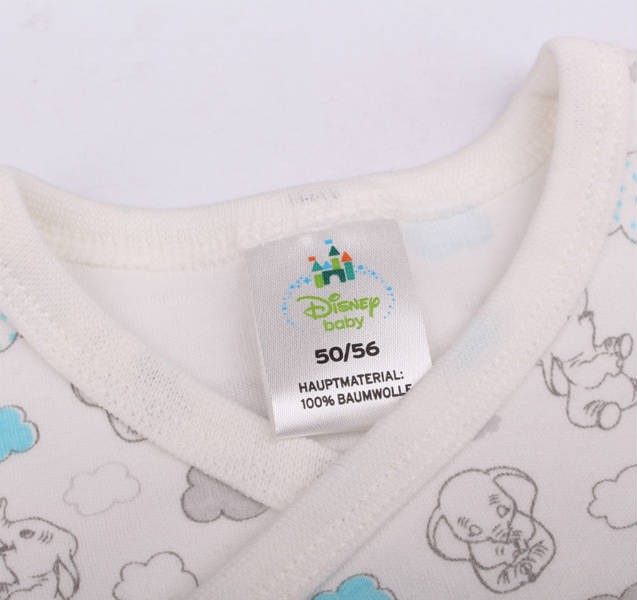 Disney
baby
50/56
HAUPTMATERIAL:
100% BAUMWOLLE